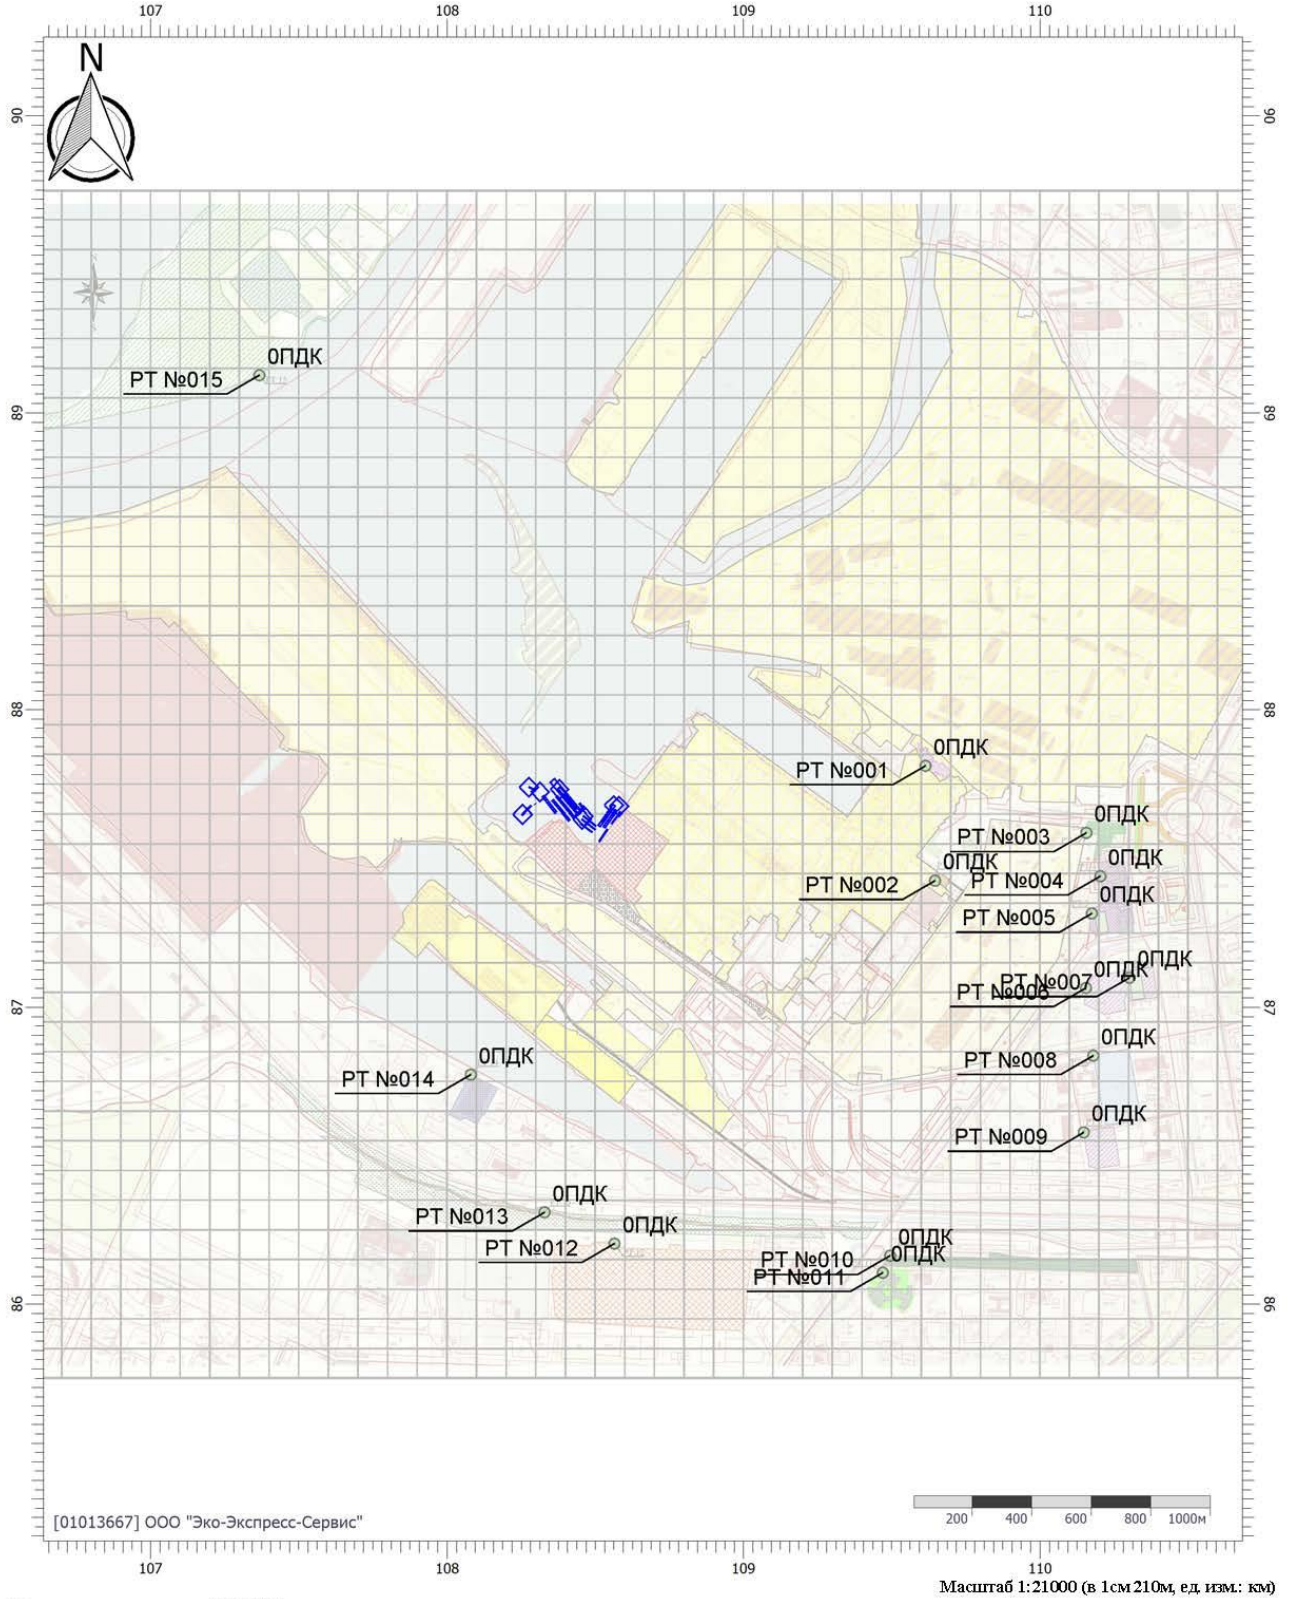 107 108 109 110
N
90 90
0ПДК
РТ №015
89 89
88 88
0ПДК
РТ №001
0ПДК
РТ №003
0ПДК
0ПДК
РТ №002
РТ №004
0ПДК
РТ №005
0ПДК
0ПДК
РТ №007
РТ №006
87 87
0ПДК
РТ №008
0ПДК
РТ №014
0ПДК
РТ №009
0ПДК
РТ №013
0ПДК
РТ №012
0ПДК
РТ №010
0ПДК
РТ №011
86 86
200 400 600 800 1000м
[01013667] ООО "Эко-Экспресс-Сервис"
107 108 109 110
Масштаб 1:21000 (в 1см 210м, ед. изм.: км)